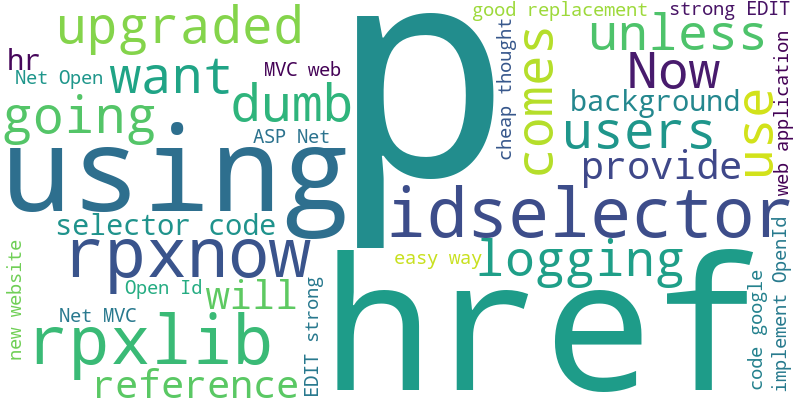 upgraded
p
good replacement
strong EDIT
hr
Net Open
want
MVC web
cheap thought
comes
unless
Now
going
dumb
background
use
web application
using
ASP Net
users
provide
idselector
selector code
rpxnow
easy way
logging
new website
Open Id
will
href
Net MVC
rpxlib
EDIT strong
code google
implement OpenId
reference